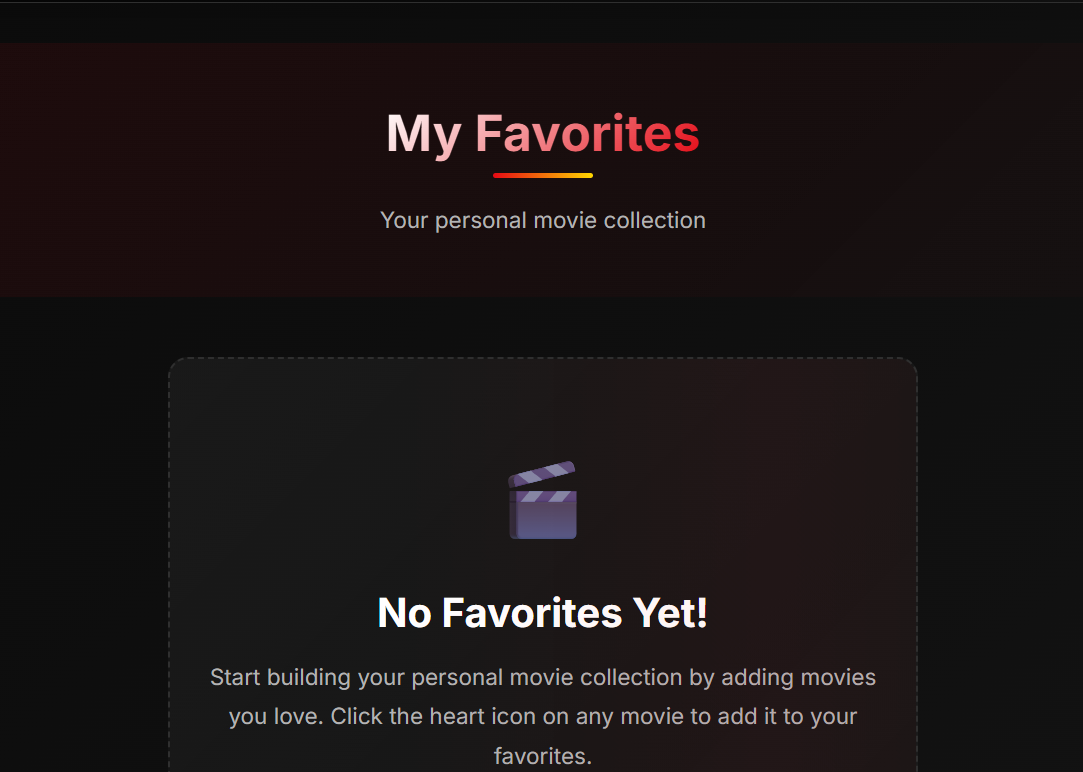 My Favorites
Your personal movie collection
No Favorites Yet!
Start building your personal movie collection by adding movies
you love. Click the heart icon on any movie to add it to your
favorites.